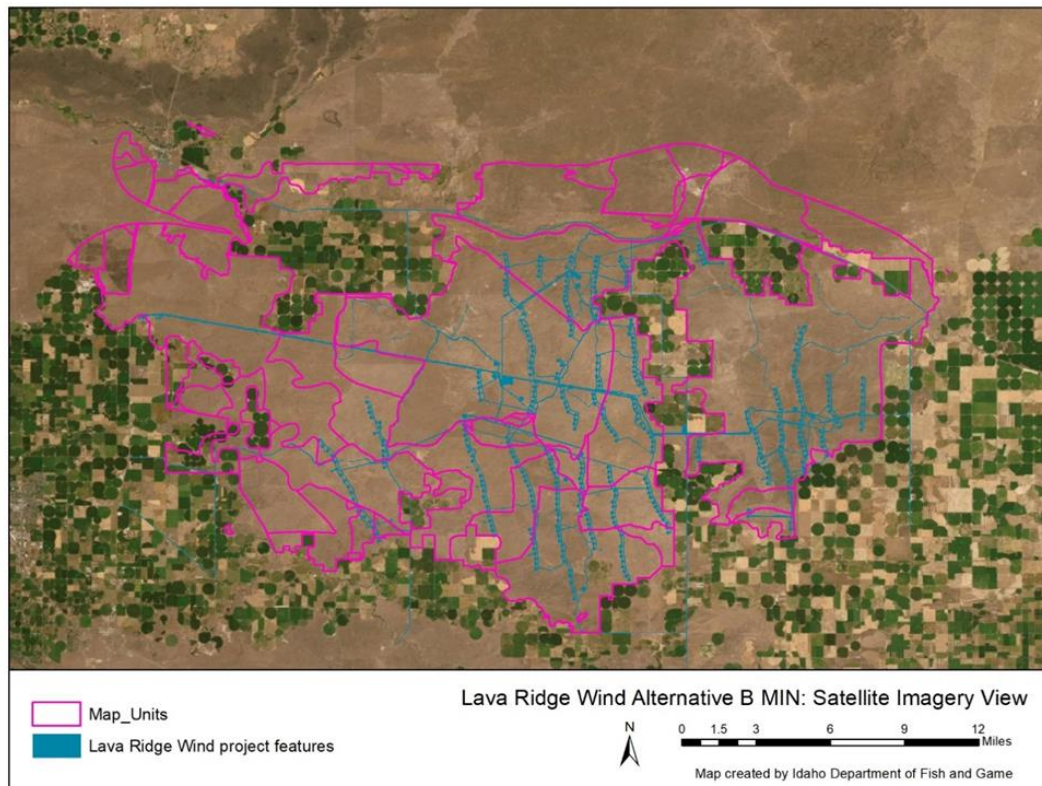 Map_Units
Lava Ridge Wind project features
Lava Ridge Wind Alternative B MIN: Satellite Imagery View
N
0 1.5 3 6 9 12
Miles
Map created by Idaho Department of Fish and Game